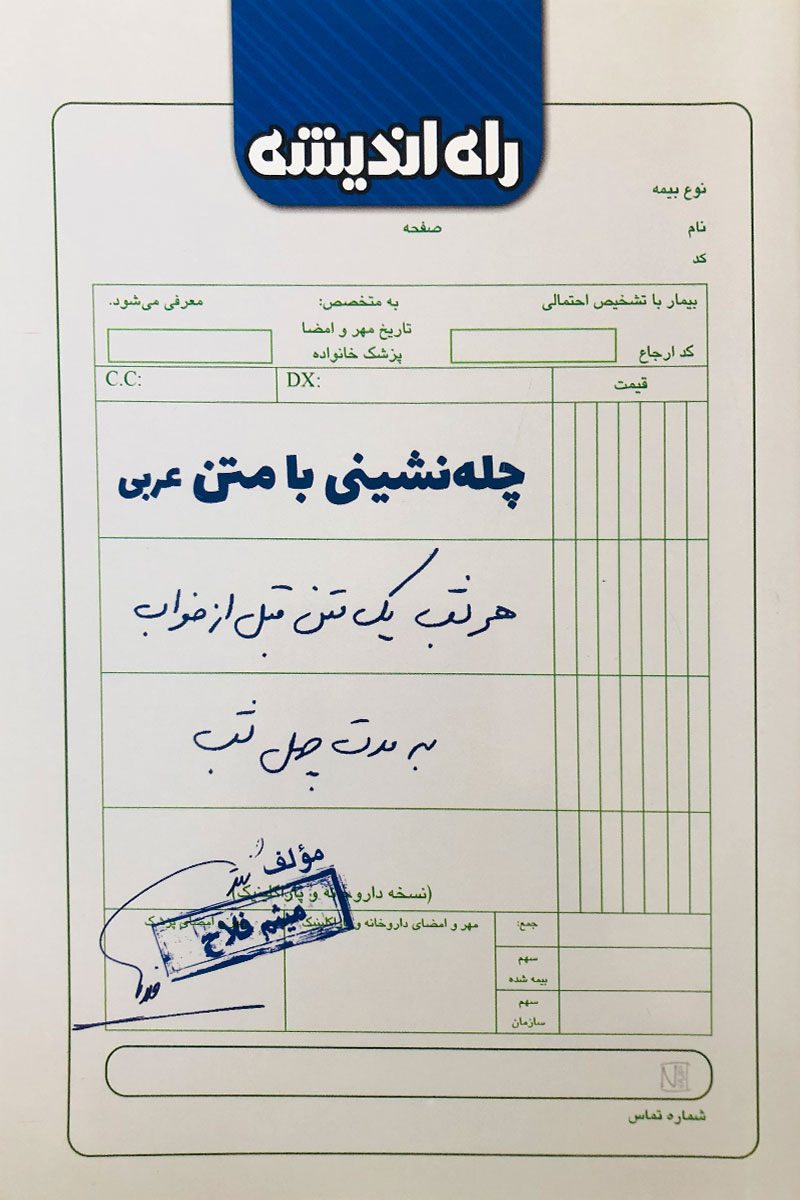 راه اندیشه
نوع بیمه
نام
صفحه
کد
بیمار با تشخیص احتمالی
به متخصص:
معرفی می‌شود.
کد ارجاع
تاریخ مهر و امضا
پزشک خانواده
قیمت
DX:
C.C:
چله‌نشینی با متن عربی
هر شب یک متن قبل از خواب
به مدت چهل شب
مؤلف
(نسخه داروخانه و پاراکلینیک)
میثم فلاح
مهر و امضای داروخانه و پاراکلینیک
امضای پزشک
جمع:
سهم
بیمه شده
سهم
سازمان
شماره تماس